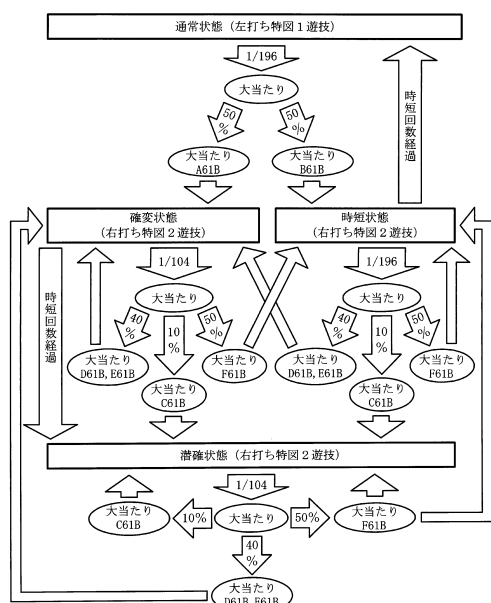 通常状態 (左打ち特図1遊技)
1/196
大当たり
50
%
50
%
大当たり
A61B
大当たり
B61B
時短回数経過
確変状態
(右打ち特図2遊技)
時短状態
(右打ち特図2遊技)
1/104
1/196
大当たり
大当たり
時短回数経過
40
%
10
%
50
%
40
%
10
%
50
%
大当たり
D61B,E61B
大当たり
F61B
大当たり
D61B,E61B
大当たり
F61B
大当たり
C61B
大当たり
C61B
潜確状態 (右打ち特図2遊技)
1/104
大当たり
C61B
10%
大当たり
50%
大当たり
F61B
40
%
大当たり
D61B,E61B